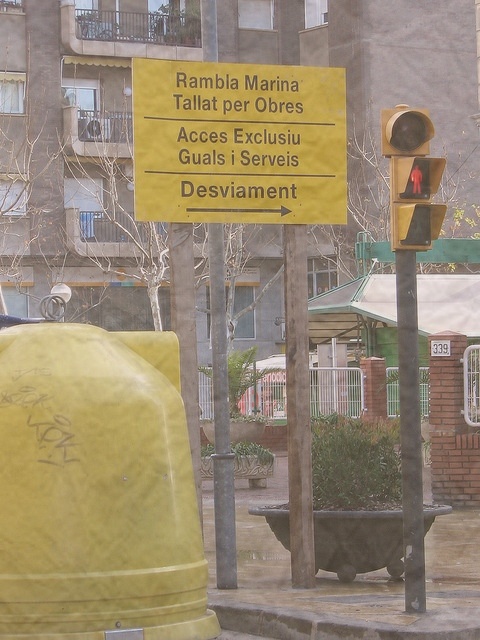 Rambla Marina
Tallat per Obres
Acces Exclusiu
Guals i Serveis
Desviament
339